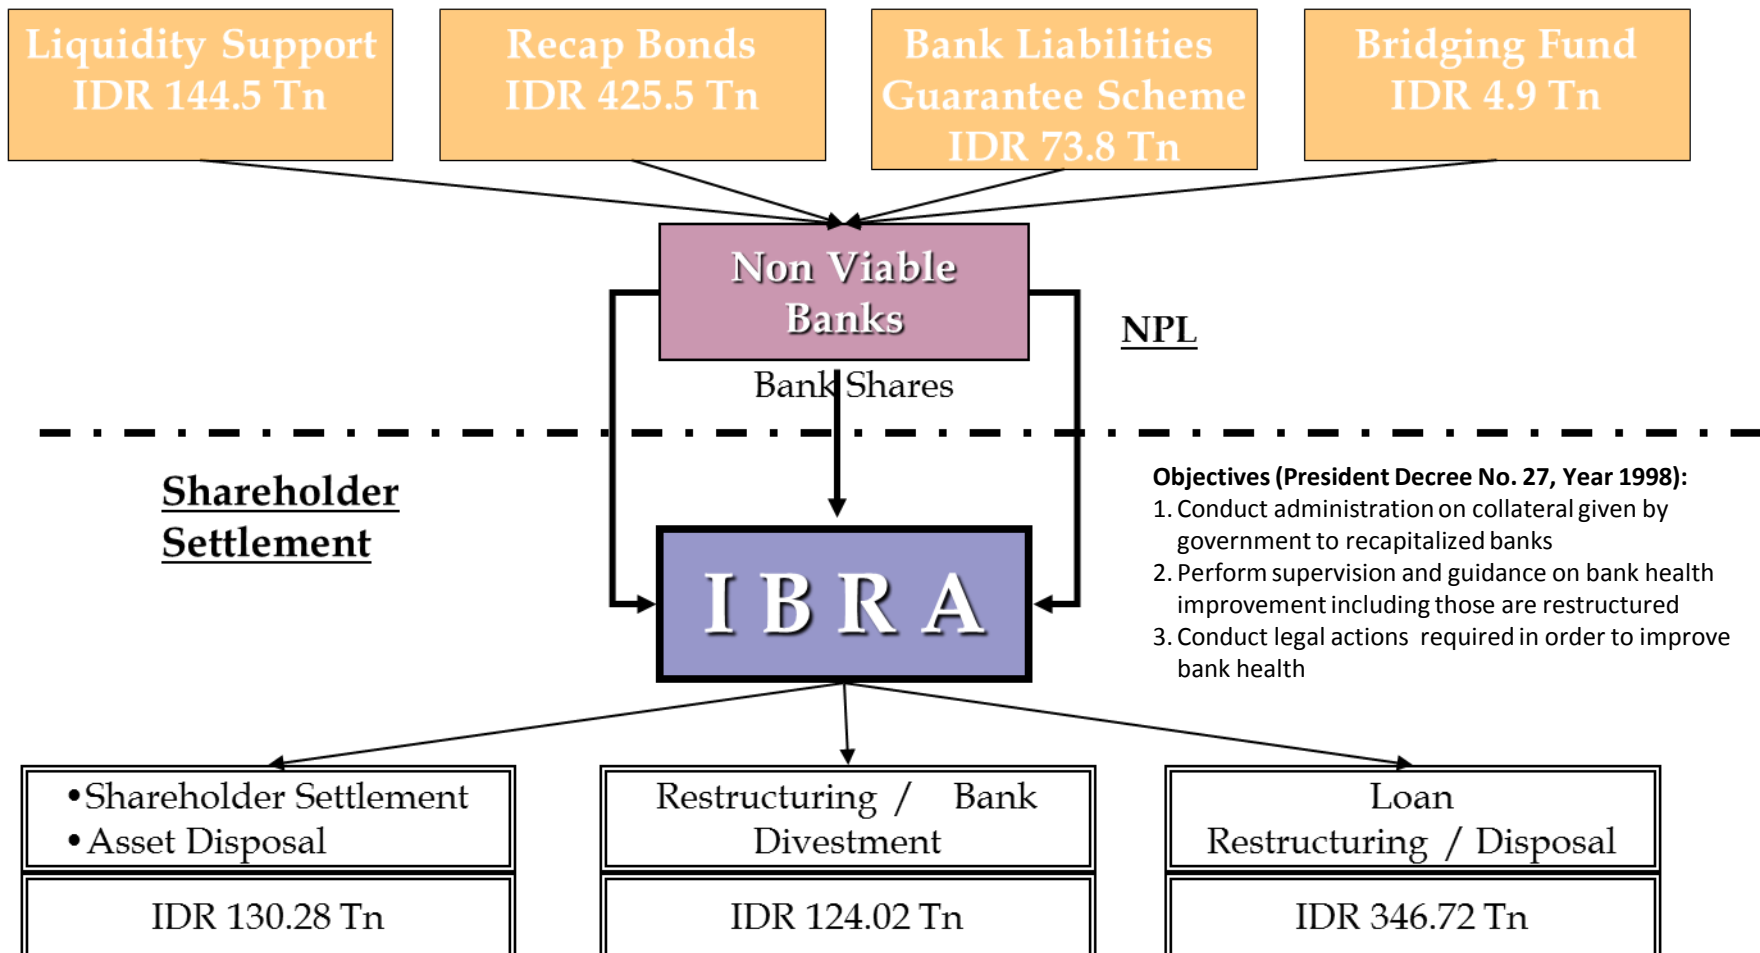 Liquidity Support
IDR 144.5 Tn
Recap Bonds
IDR 425.5 Tn
Bank Liabilities
Guarantee Scheme
IDR 73.8 Tn
Bridging Fund
IDR 4.9 Tn
Non Viable
Banks
NPL
Bank Shares
Shareholder
Settlement
Objectives (President Decree No. 27, Year 1998):
1. Conduct administration on collateral given by
government to recapitalized banks
2. Perform supervision and guidance on bank health
improvement including those are restructured
3. Conduct legal actions required in order to improve
bank health
I B R A
•Shareholder Settlement
•Asset Disposal
IDR 130.28 Tn
Restructuring / Bank
Divestment
IDR 124.02 Tn
Loan
Restructuring / Disposal
IDR 346.72 Tn